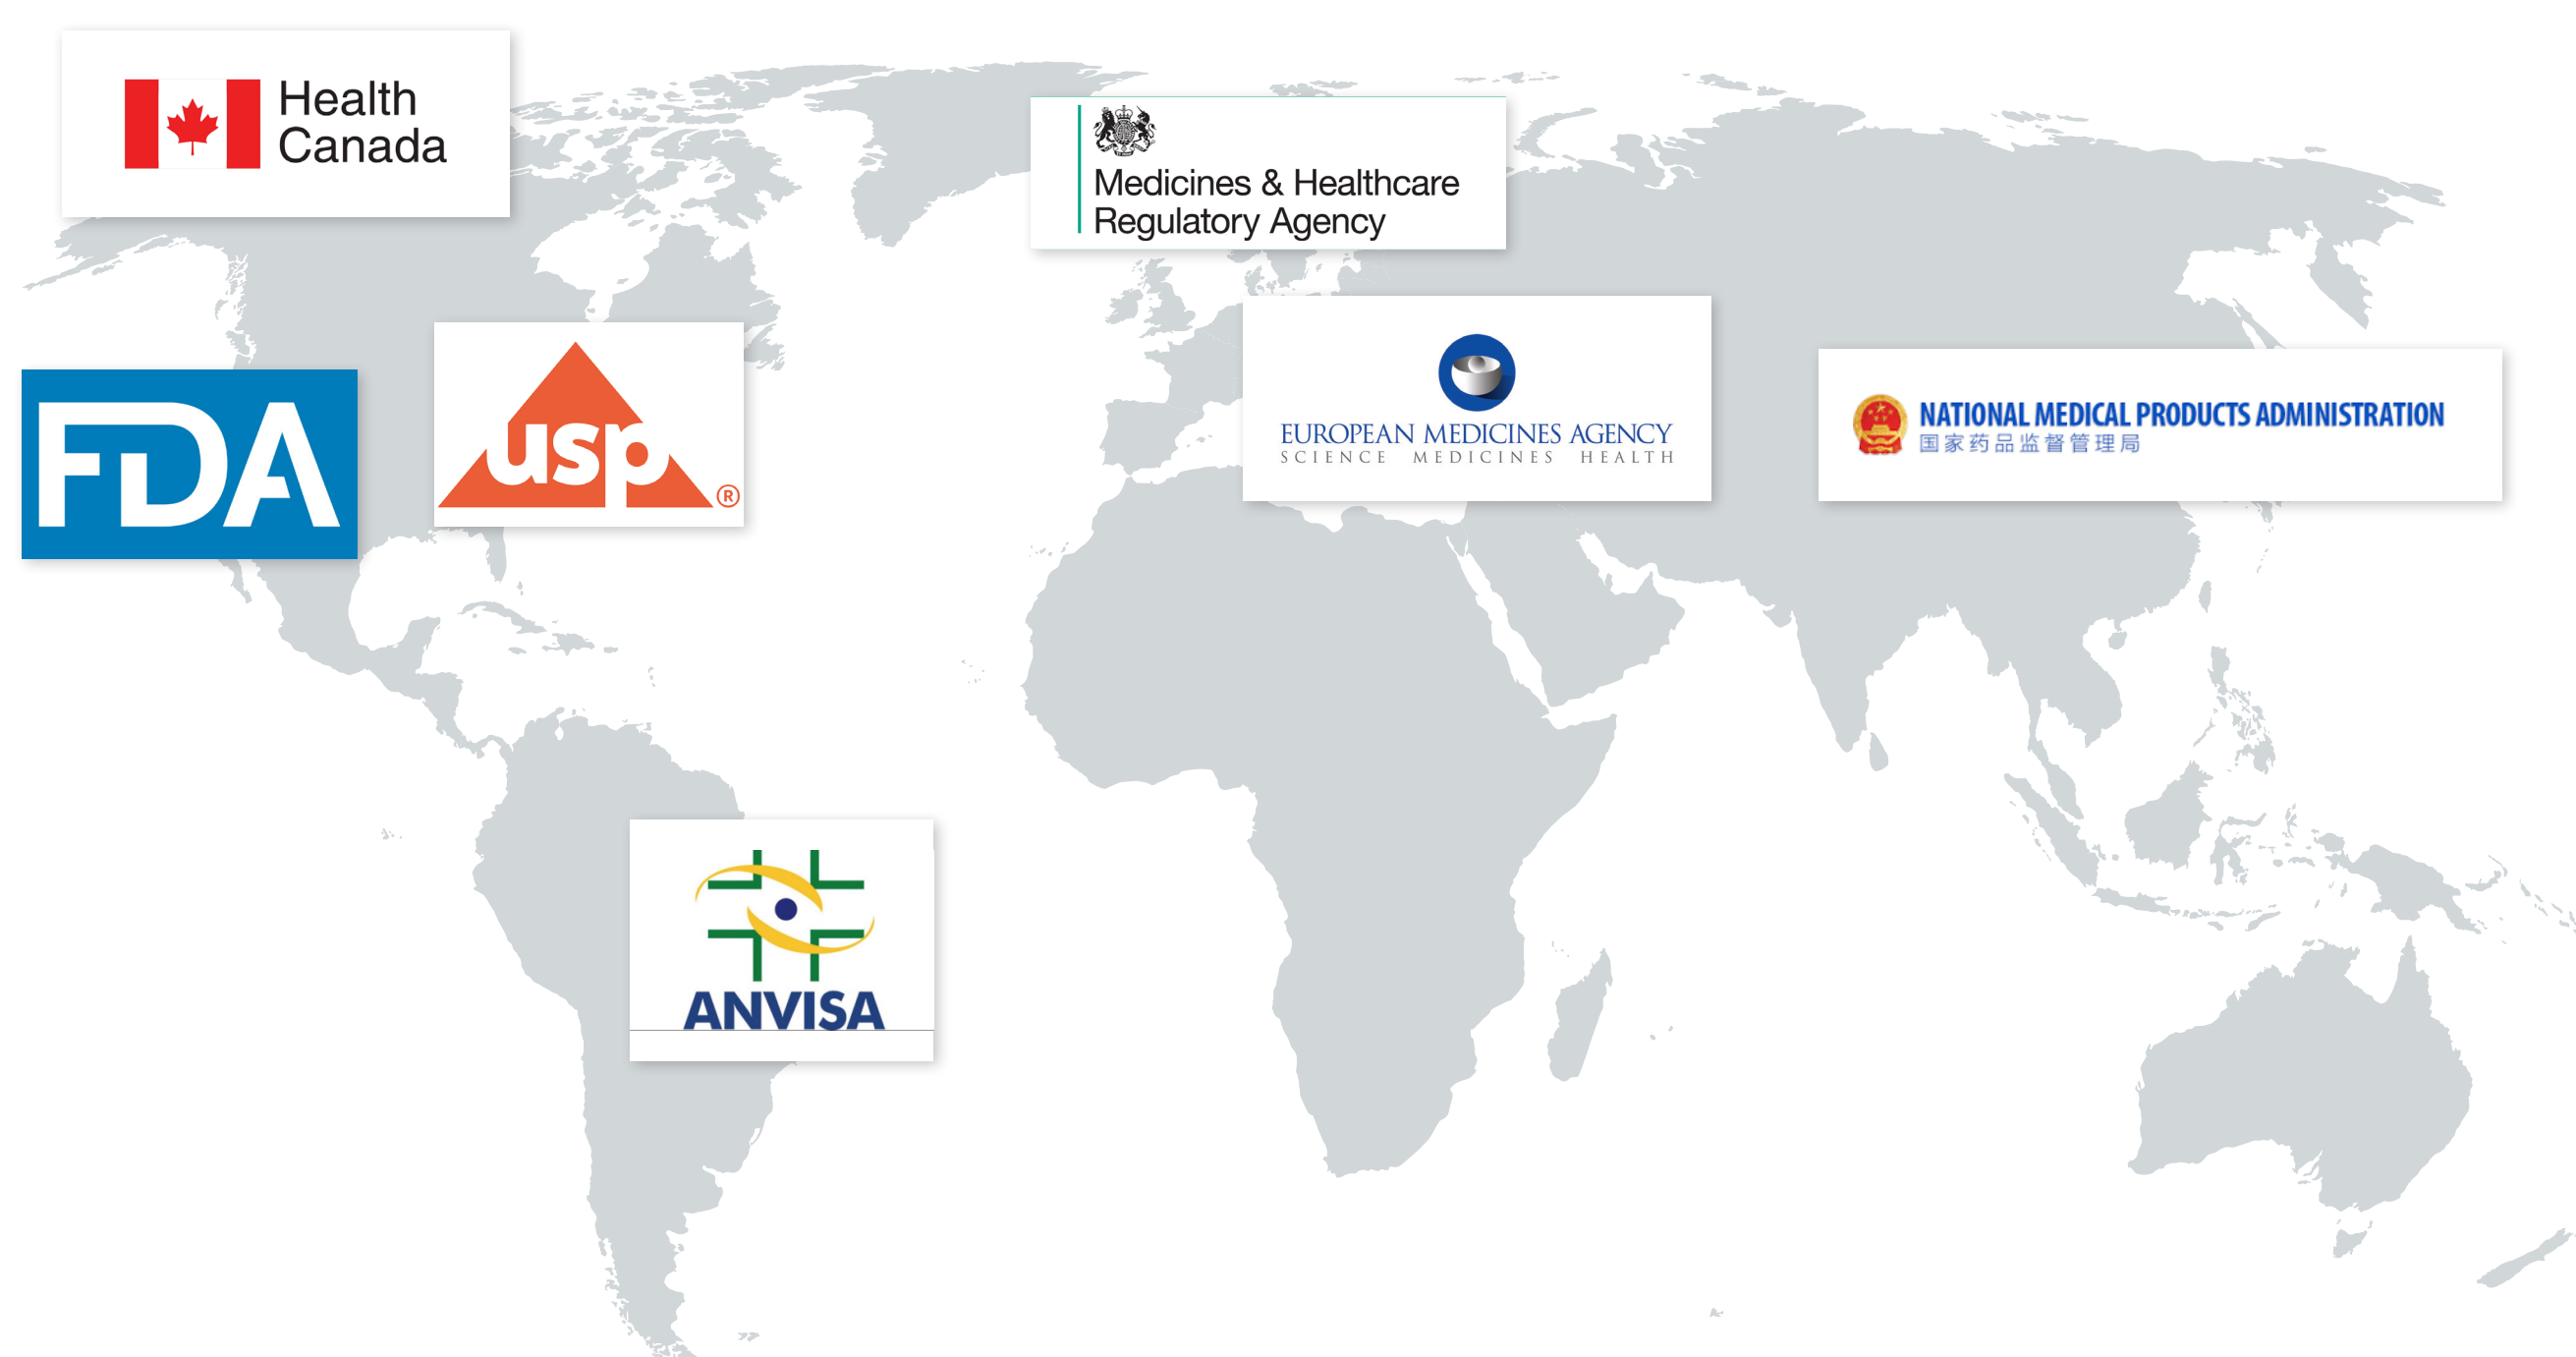 Health
Canada
Medicines & Healthcare
Regulatory Agency
FDA
usp®
EUROPEAN MEDICINES AGENCY
SCIENCE MEDICINES HEALTH
NATIONAL MEDICAL PRODUCTS ADMINISTRATION
国家药品监督管理局
ANVISA